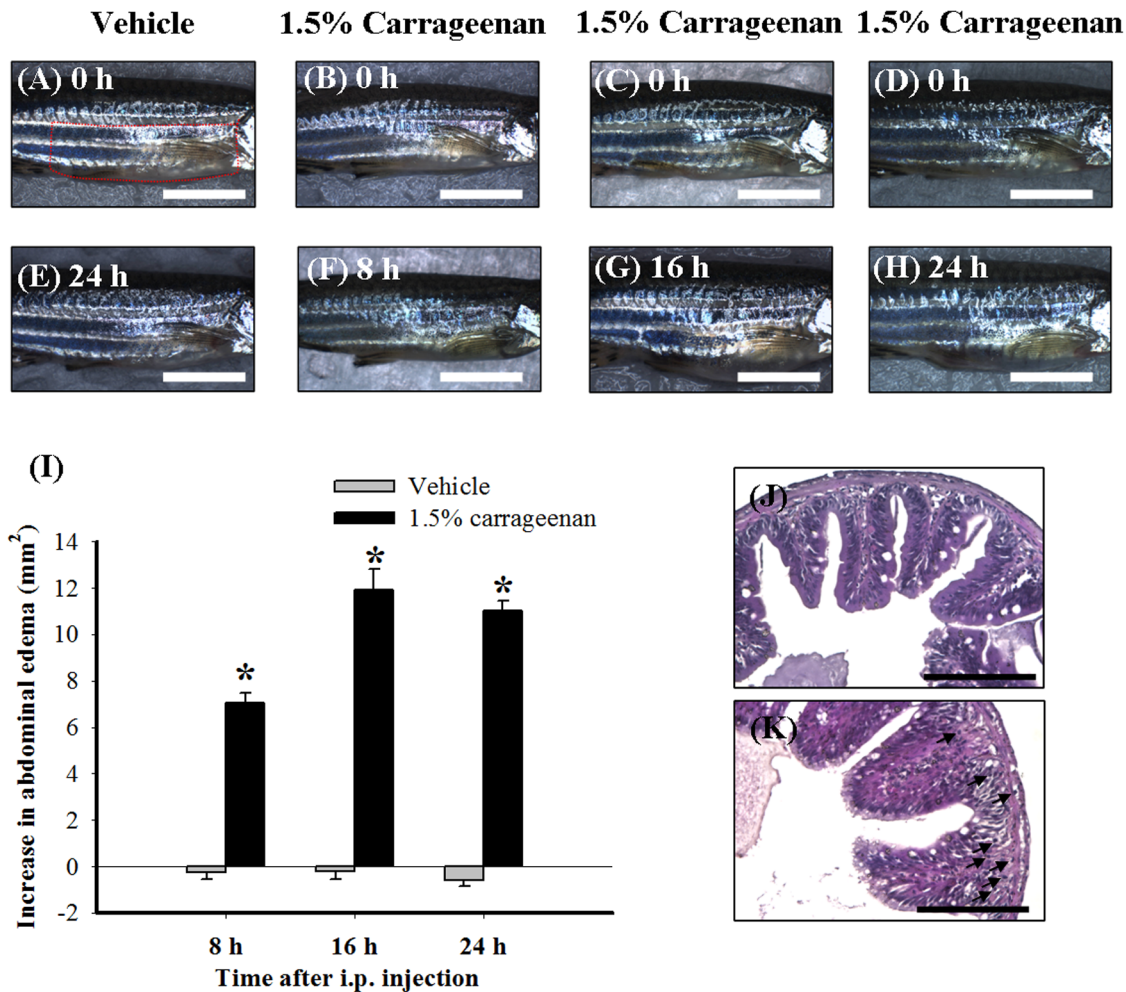 Vehicle
1.5% Carrageenan
1.5% Carrageenan
1.5% Carrageenan
(A) 0 h
(B) 0 h
(C) 0 h
(D) 0 h
(E) 24 h
(F) 8 h
(G) 16 h
(H) 24 h
(I)
Vehicle
1.5% carrageenan
Increase in abdominal edema (mm²)
14
12
10
8
6
4
2
0
-2
*
*
*
8 h
16 h
24 h
Time after i.p. injection
(J)
(K)